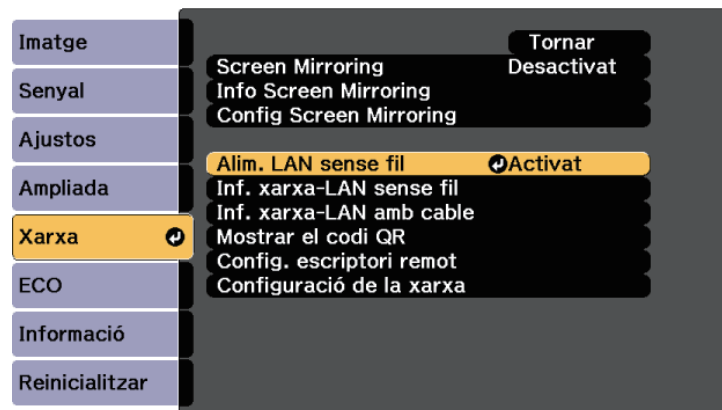 Imatge
Senyal
Ajustos
Ampliada
Xarxa
ECO
Informació
Reinicialitzar
Tornar
Screen Mirroring Desactivat
Info Screen Mirroring
Config Screen Mirroring
Alim. LAN sense fil Activat
Inf. xarxa-LAN sense fil
Inf. xarxa-LAN amb cable
Mostrar el codi QR
Config. escriptori remot
Configuració de la xarxa